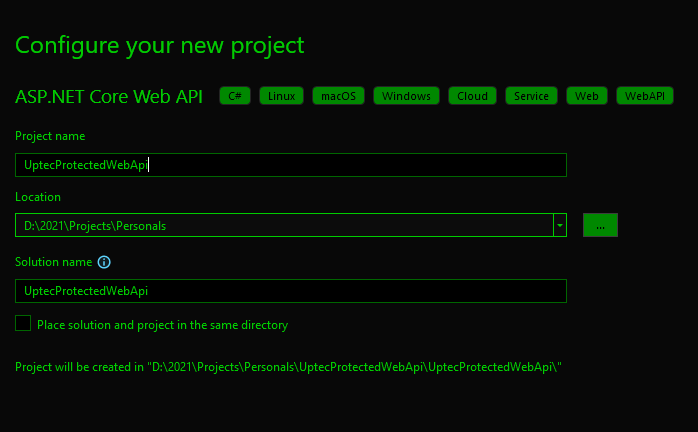 Configure your new project
ASP.NET Core Web API C# Linux macOS Windows Cloud Service Web WebAPI
Project name
UptecProtectedWebApi
Location
D:\2021\Projects\Personals
...
Solution name
UptecProtectedWebApi
Place solution and project in the same directory
Project will be created in "D:\2021\Projects\Personals\UptecProtectedWebApi\UptecProtectedWebApi\"